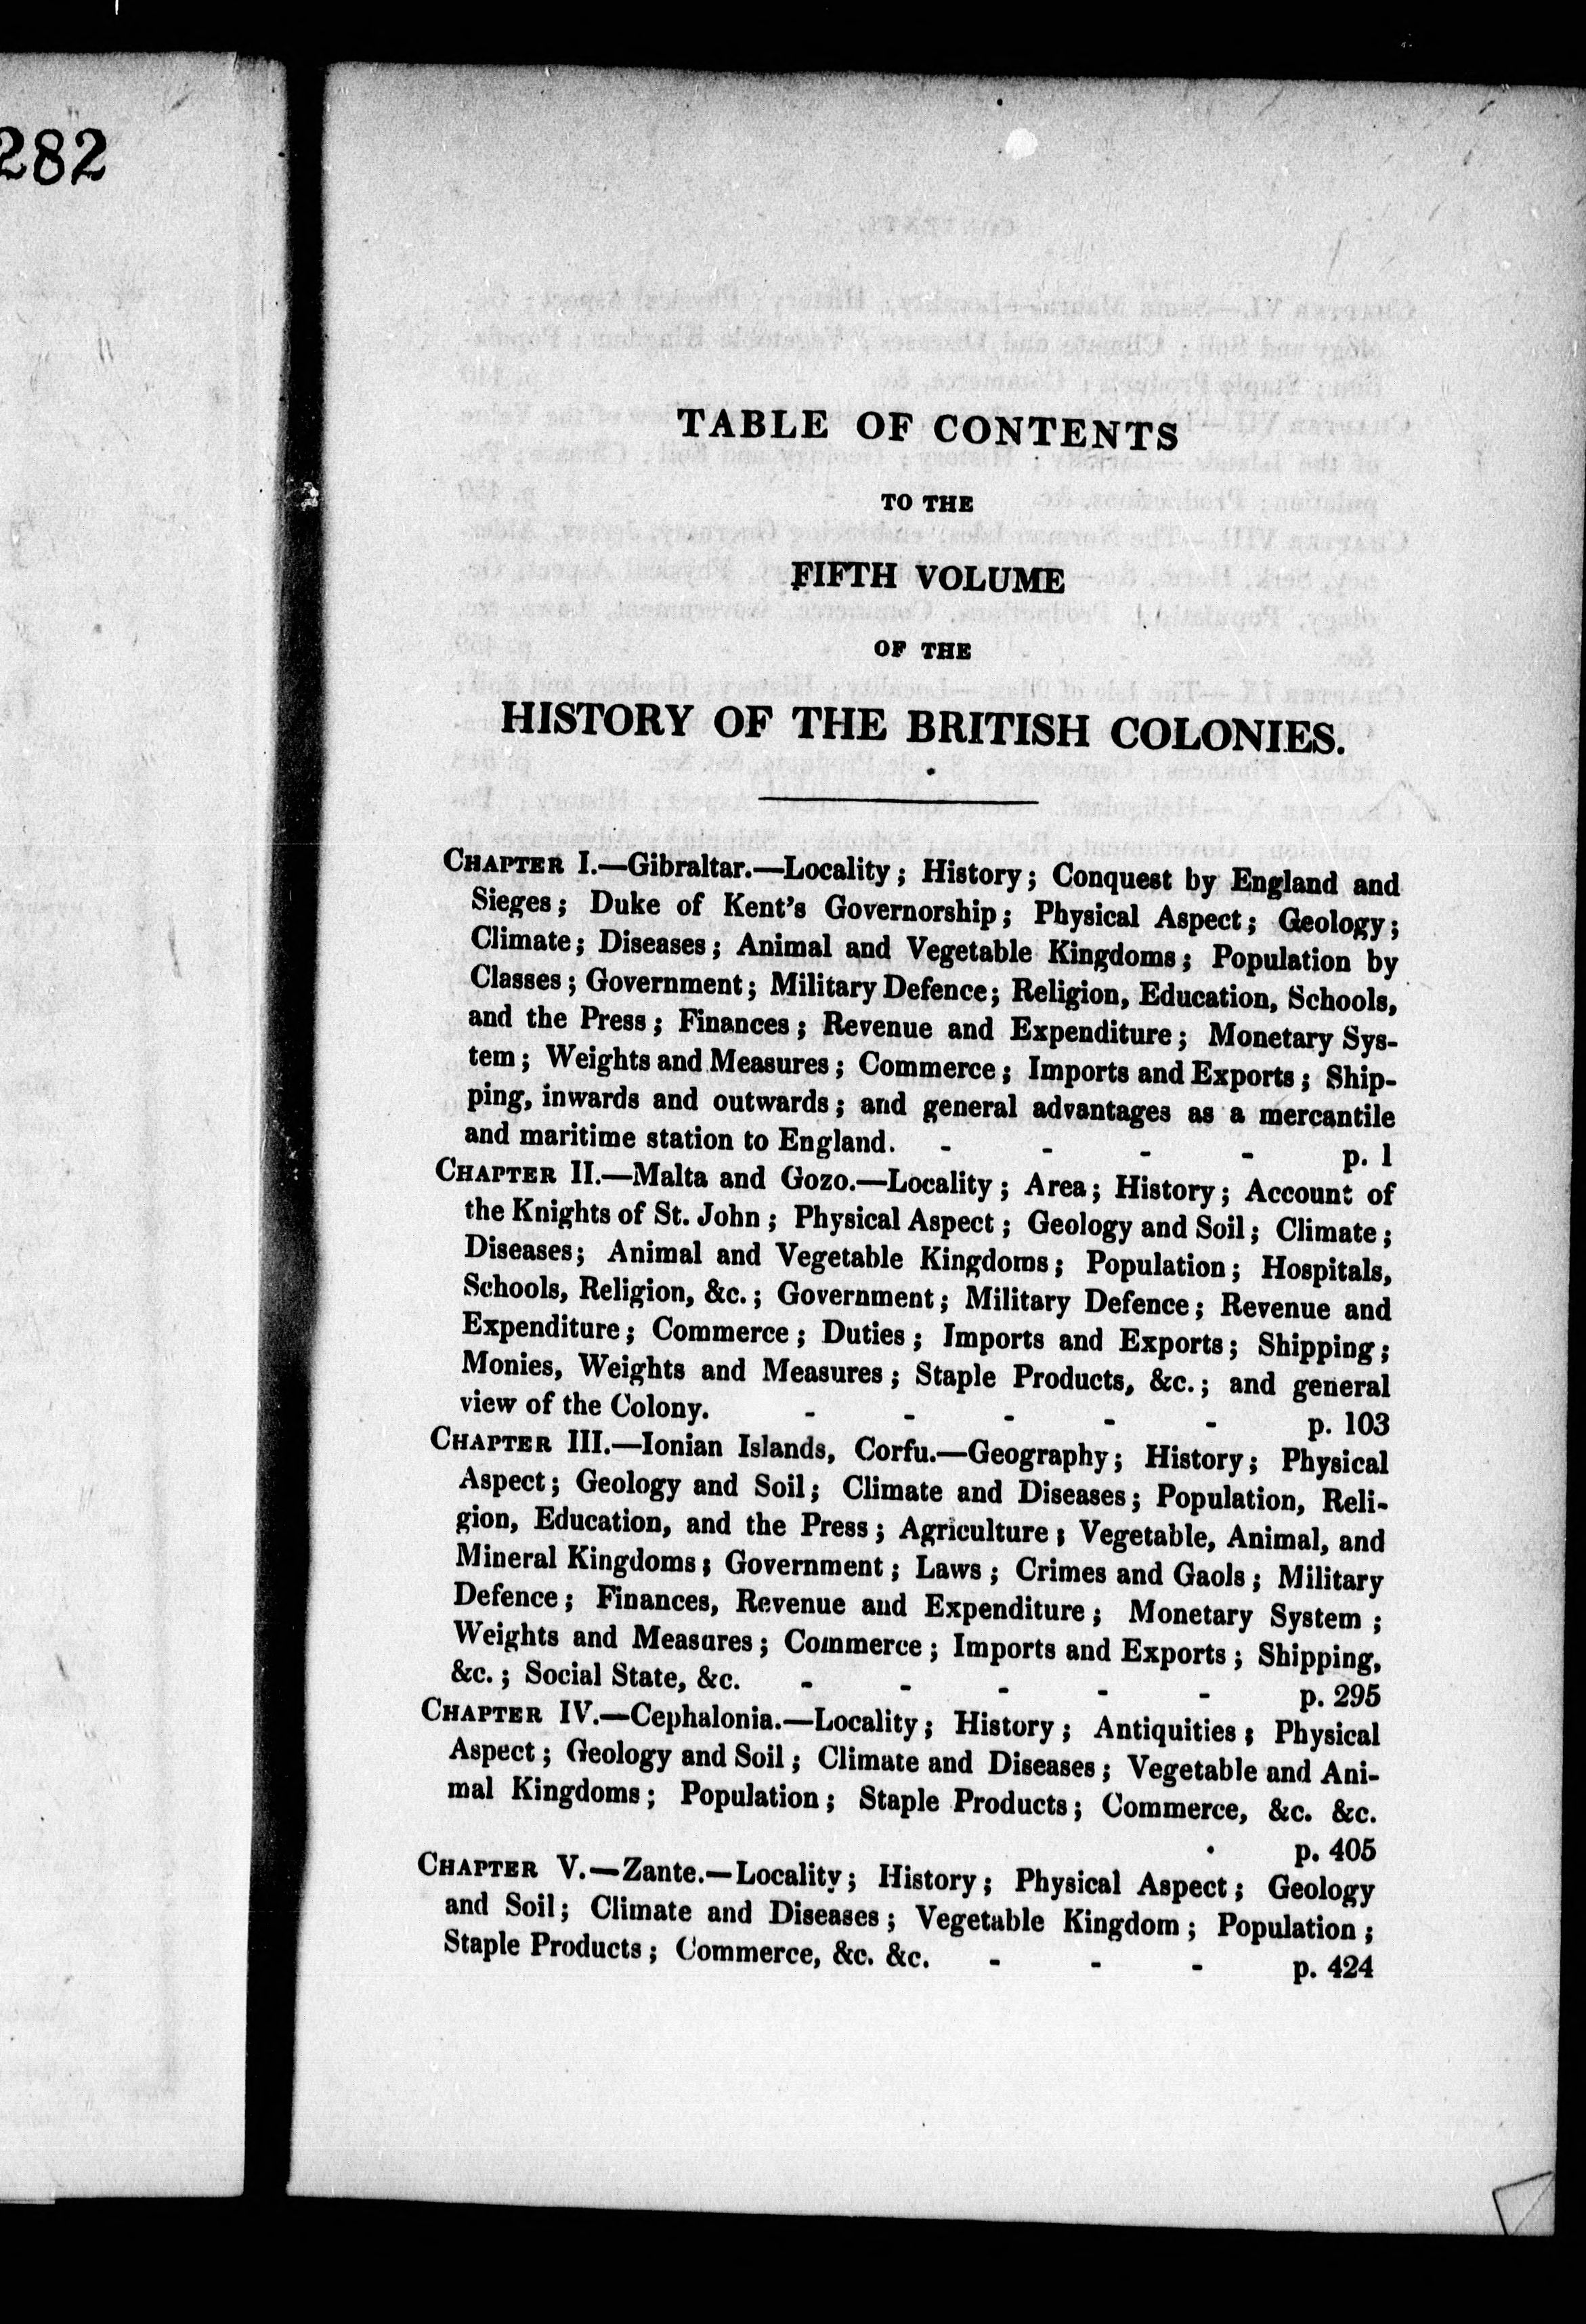 282
TABLE OF CONTENTS
TO THE
FIFTH VOLUME
OF THE
HISTORY OF THE BRITISH COLONIES.
CHAPTER I.—Gibraltar.—Locality; History; Conquest by England and
Sieges; Duke of Kent's Governorship; Physical Aspect; Geology;
Climate; Diseases; Animal and Vegetable Kingdoms; Population by
Classes; Government; Military Defence; Religion, Education, Schools,
and the Press; Finances; Revenue and Expenditure; Monetary Sys-
tem; Weights and Measures; Commerce; Imports and Exports; Ship-
ping, inwards and outwards; and general advantages as a mercantile
and maritime station to England. - - - - p. 1
CHAPTER II.—Malta and Gozo.—Locality; Area; History; Account of
the Knights of St. John; Physical Aspect; Geology and Soil; Climate;
Diseases; Animal and Vegetable Kingdoms; Population; Hospitals,
Schools, Religion, &c.; Government; Military Defence; Revenue and
Expenditure; Commerce; Duties; Imports and Exports; Shipping;
Monies, Weights and Measures; Staple Products, &c.; and general
view of the Colony. - - - - - p. 103
CHAPTER III.—Ionian Islands, Corfu.—Geography; History; Physical
Aspect; Geology and Soil; Climate and Diseases; Population, Reli-
gion, Education, and the Press; Agriculture; Vegetable, Animal, and
Mineral Kingdoms; Government; Laws; Crimes and Gaols; Military
Defence; Finances, Revenue and Expenditure; Monetary System;
Weights and Measures; Commerce; Imports and Exports; Shipping,
&c.; Social State, &c. - - - - - p. 295
CHAPTER IV.—Cephalonia.—Locality; History; Antiquities; Physical
Aspect; Geology and Soil; Climate and Diseases; Vegetable and Ani-
mal Kingdoms; Population; Staple Products; Commerce, &c. &c.
p. 405
CHAPTER V.—Zante.—Locality; History; Physical Aspect; Geology
and Soil; Climate and Diseases; Vegetable Kingdom; Population;
Staple Products; Commerce, &c. &c. - - - p. 424